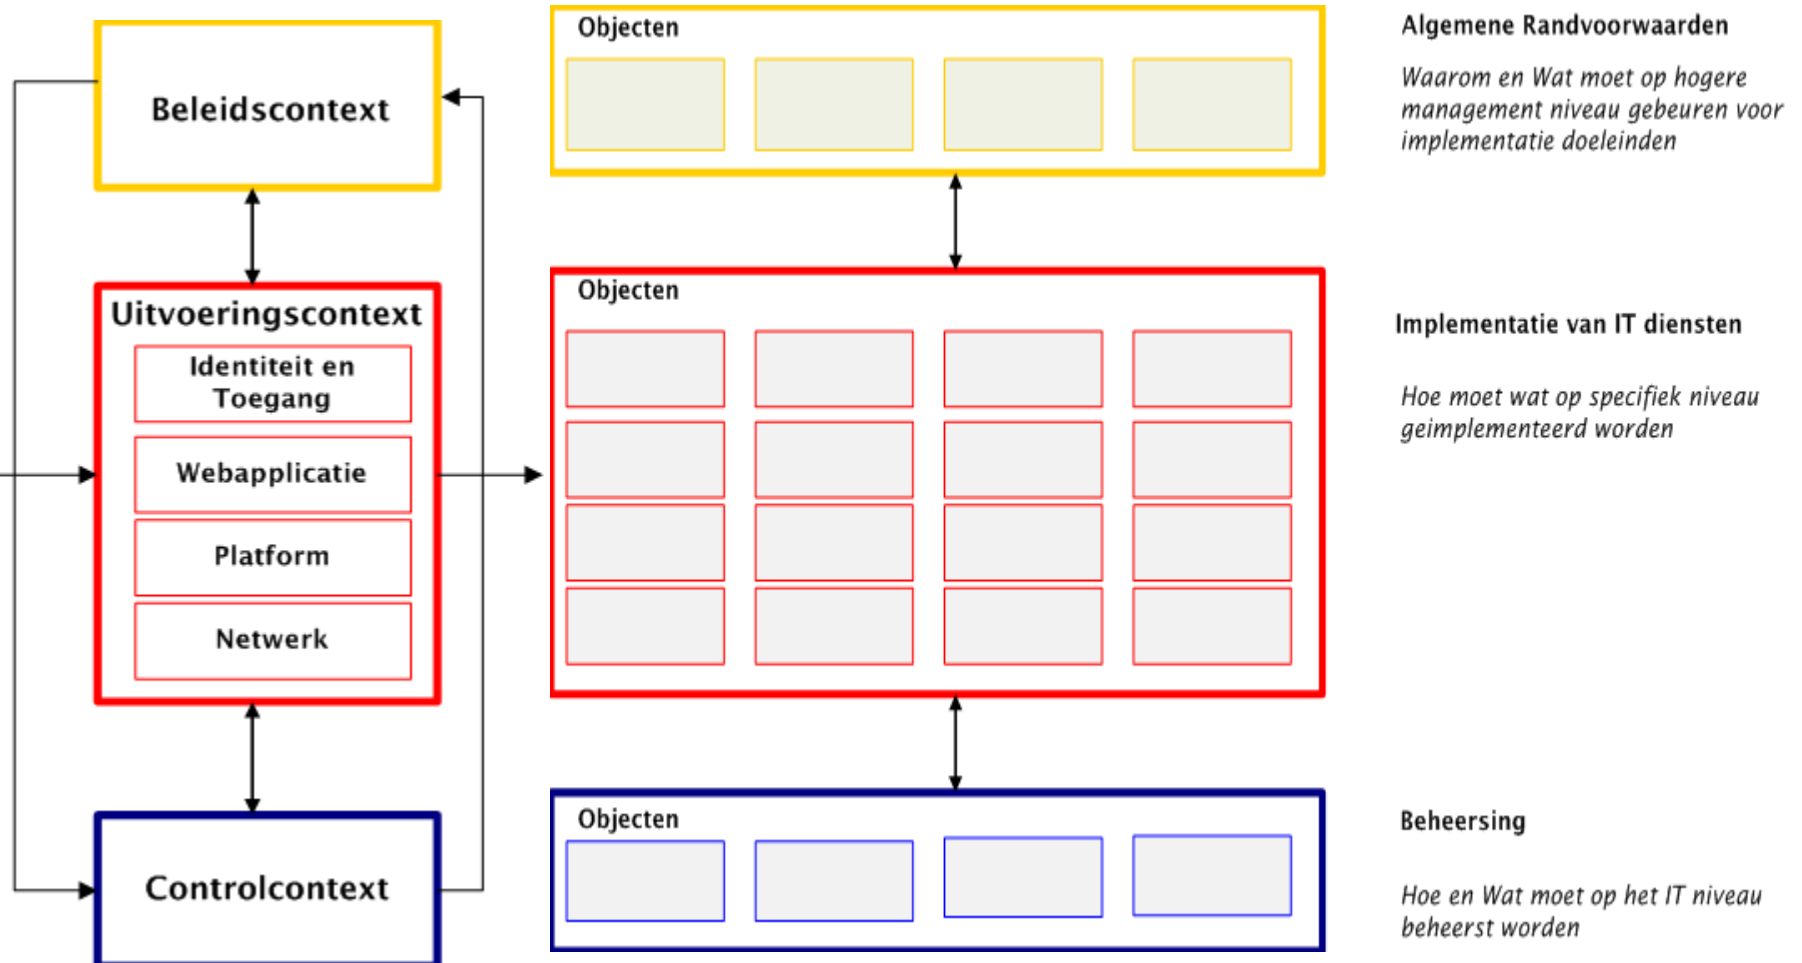 Beleidscontext
Uitvoeringscontext
Identiteit en
Toegang
Webapplicatie
Platform
Netwerk
Controlcontext
Objecten
Objecten
Objecten
Algemene Randvoorwaarden
Waarom en Wat moet op hogere
management niveau gebeuren voor
implementatie doeleinden
Implementatie van IT diensten
Hoe moet wat op specifiek niveau
geimplementeerd worden
Beheersing
Hoe en Wat moet op het IT niveau
beheerst worden